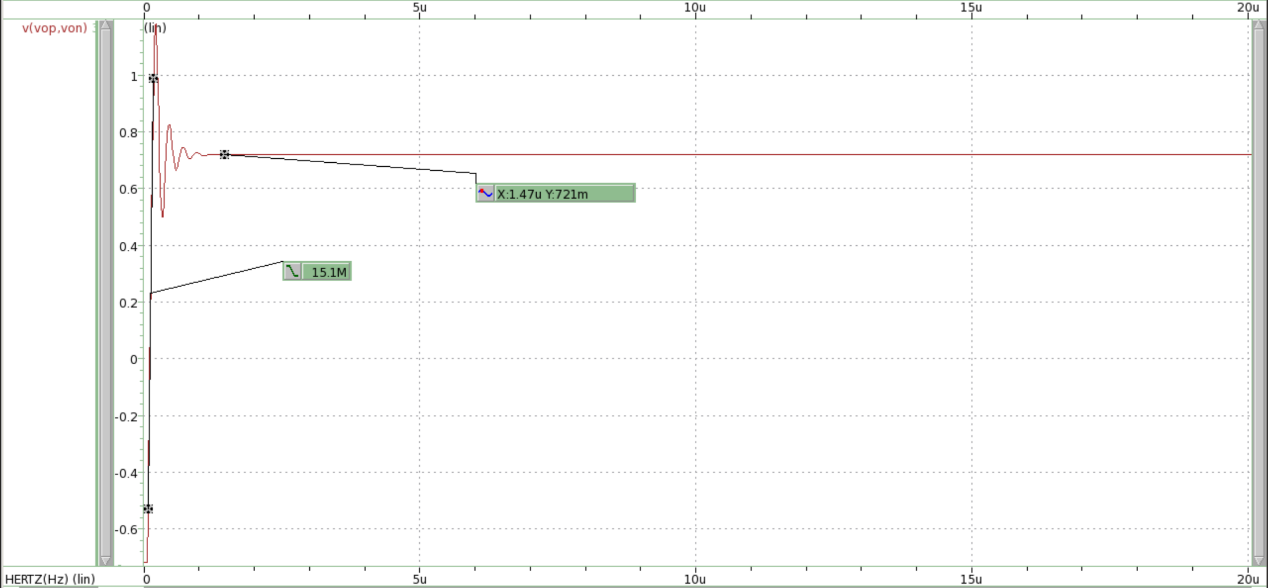 0 5u 10u 15u 20u
v(vop,von)
(lin)
1
0.8
0.6
X:1.47u Y:721m
0.4
15.1M
0.2
0
-0.2
-0.4
-0.6
HERTZ(Hz) (lin) 0 5u 10u 15u 20u